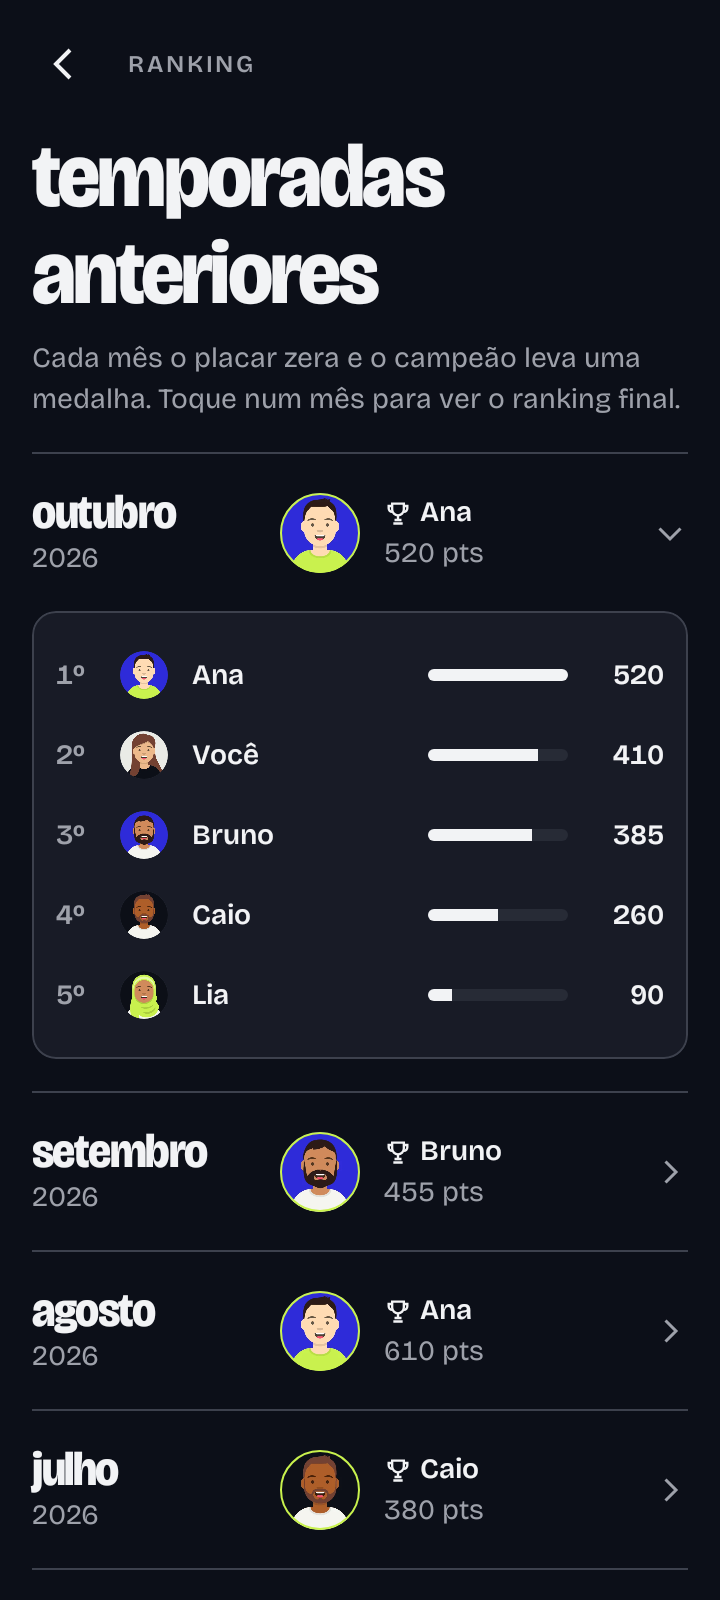 RANKING
temporadas
anteriores
Cada mês o placar zera e o campeão leva uma
medalha. Toque num mês para ver o ranking final.
outubro
2026
Ana
520 pts
1º Ana 520
2º Você 410
3º Bruno 385
4º Caio 260
5º Lia 90
setembro
2026
Bruno
455 pts
agosto
2026
Ana
610 pts
julho
2026
Caio
380 pts